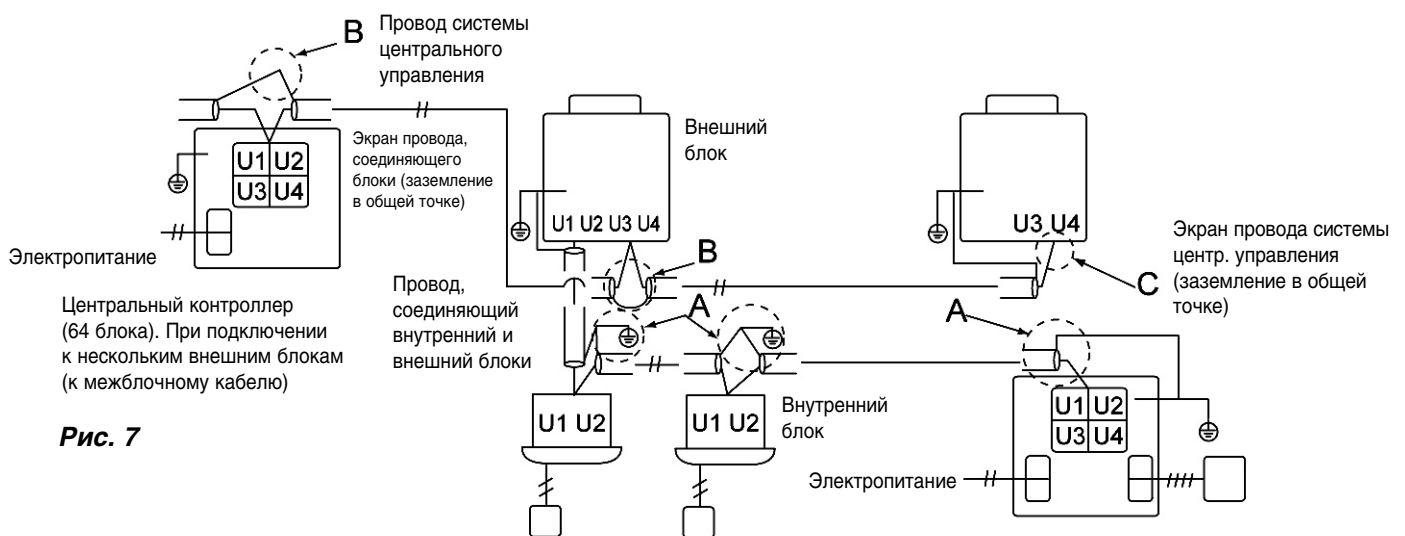 B
Провод системы
центрального
управления
U1 U2
U3 U4
Экран провода,
соединяющего
блоки (заземление
в общей точке)
Электропитание
Центральный контроллер
(64 блока). При подключении
к нескольким внешним блокам
(к межблочному кабелю)
Рис. 7
Внешний
блок
U1 U2 U3 U4
B
Провод,
соединяющий
внутренний и
внешний блоки
A
U1 U2
U1 U2
Внутренний
блок
U3 U4
C
Экран провода системы
центр. управления
(заземление в общей
точке)
A
U1 U2
U3 U4
Электропитание